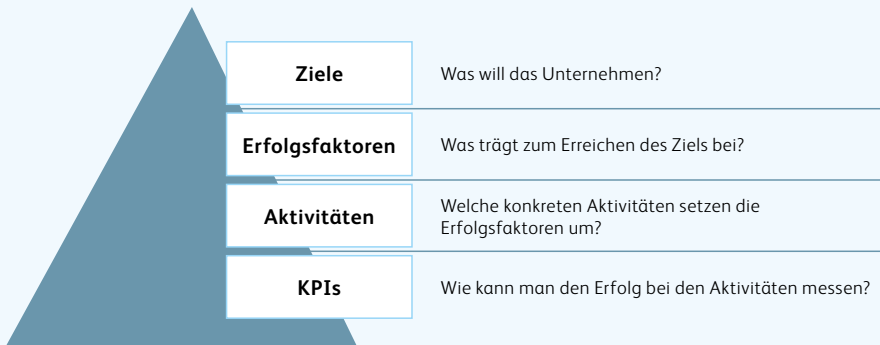 Ziele
Was will das Unternehmen?
Erfolgsfaktoren
Was trägt zum Erreichen des Ziels bei?
Aktivitäten
Welche konkreten Aktivitäten setzen die
Erfolgsfaktoren um?
KPIs
Wie kann man den Erfolg bei den Aktivitäten messen?